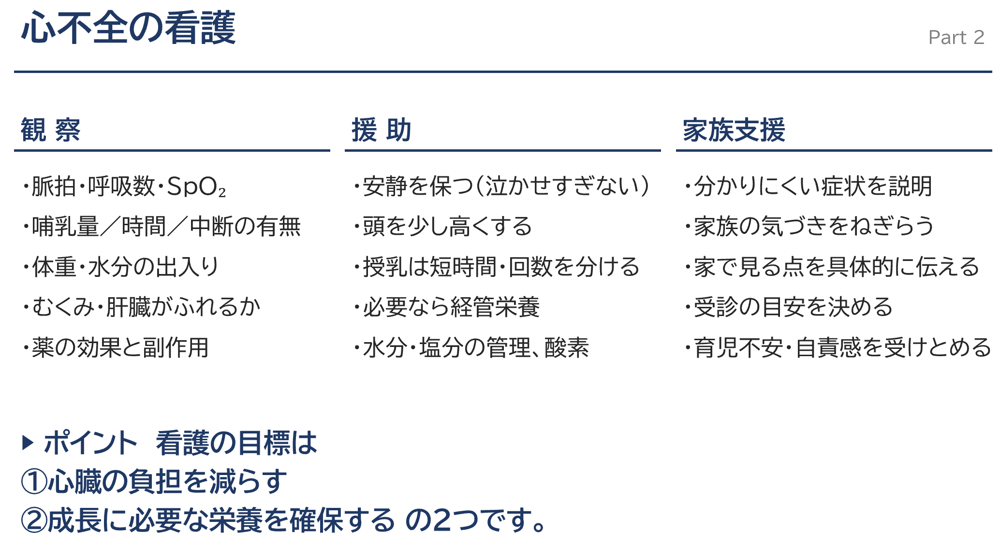 心不全の看護
Part 2
観 察
・脈拍・呼吸数・SpO₂
・哺乳量／時間／中断の有無
・体重・水分の出入り
・むくみ・肝臓がふれるか
・薬の効果と副作用
援 助
・安静を保つ（泣かせすぎない）
・頭を少し高くする
・授乳は短時間・回数を分ける
・必要なら経管栄養
・水分・塩分の管理、酸素
家族支援
・分かりにくい症状を説明
・家族の気づきをねぎらう
・家で見る点を具体的に伝える
・受診の目安を決める
・育児不安・自責感を受けとめる
▶ ポイント　看護の目標は
①心臓の負担を減らす
②成長に必要な栄養を確保する の2つです。